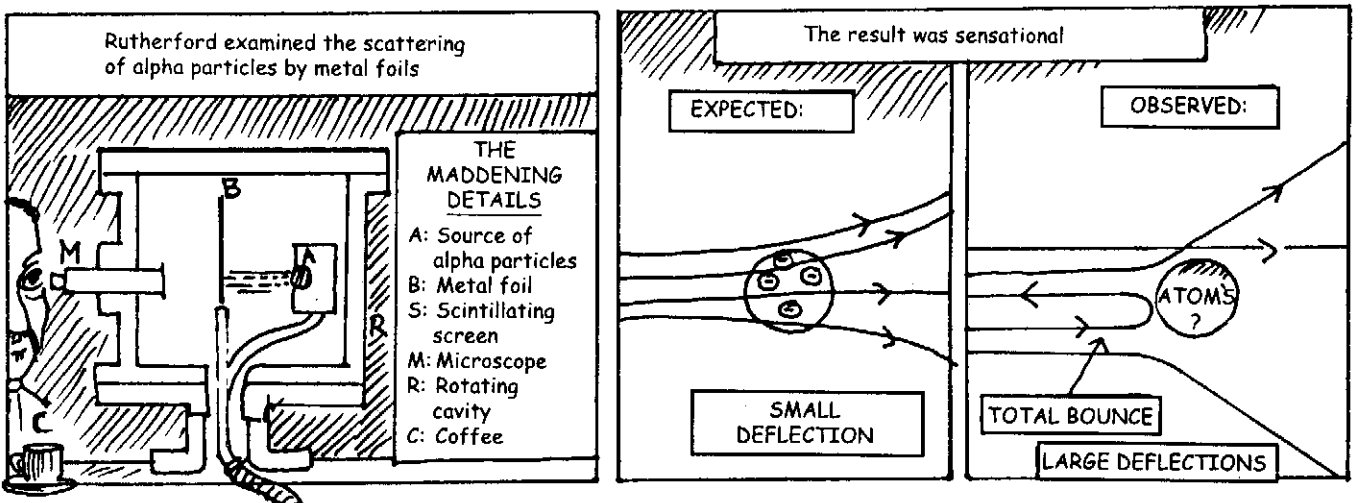 Rutherford examined the scattering
of alpha particles by metal foils
THE
MADDENING
DETAILS
A: Source of
alpha particles
B: Metal foil
S: Scintillating
screen
M: Microscope
R: Rotating
cavity
C: Coffee
B
A
M
R
C
The result was sensational
EXPECTED:
SMALL
DEFLECTION
OBSERVED:
ATOMS
?
TOTAL BOUNCE
LARGE DEFLECTIONS